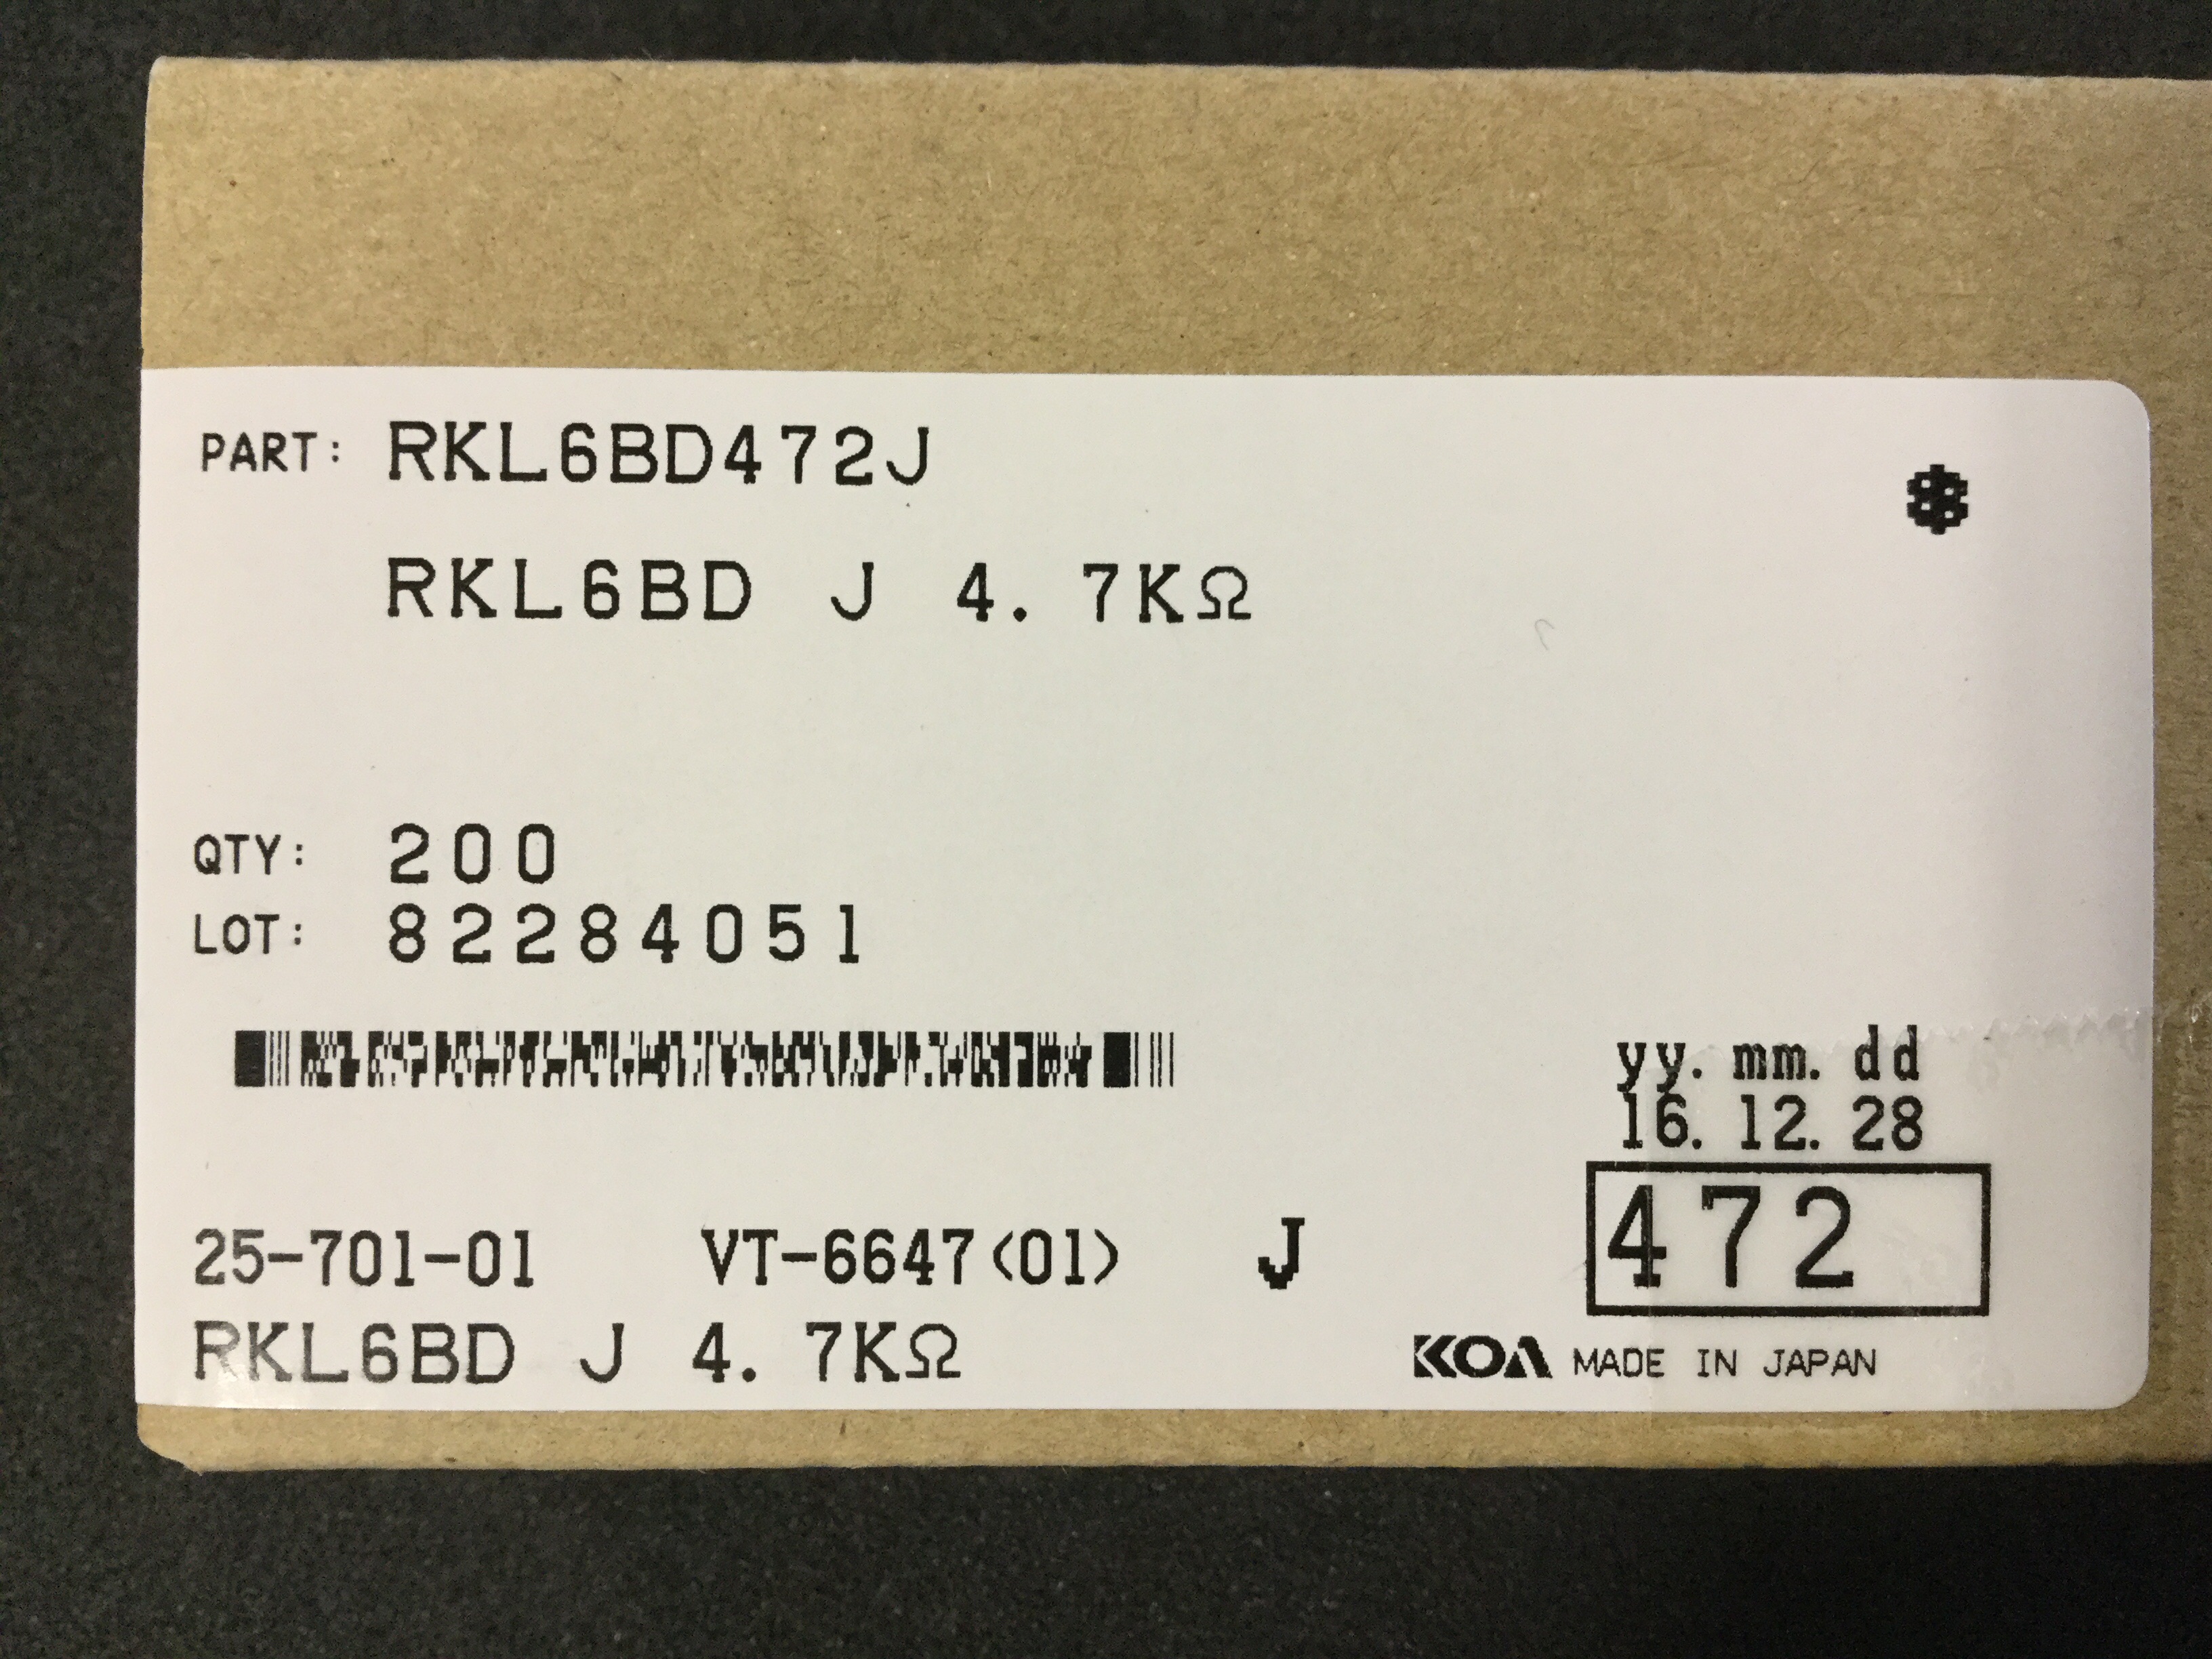 PART: RKL6BD472J
*
RKL6BD J 4.7KΩ
QTY: 200
LOT: 82284051
yy.mm.dd
16.12.28
472
25-701-01 VT-6647(01) J
RKL6BD J 4.7KΩ
KOA MADE IN JAPAN